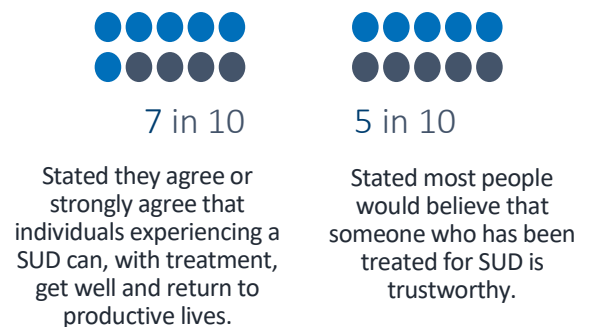 7 in 10
Stated they agree or
strongly agree that
individuals experiencing a
SUD can, with treatment,
get well and return to
productive lives.
5 in 10
Stated most people
would believe that
someone who has been
treated for SUD is
trustworthy.